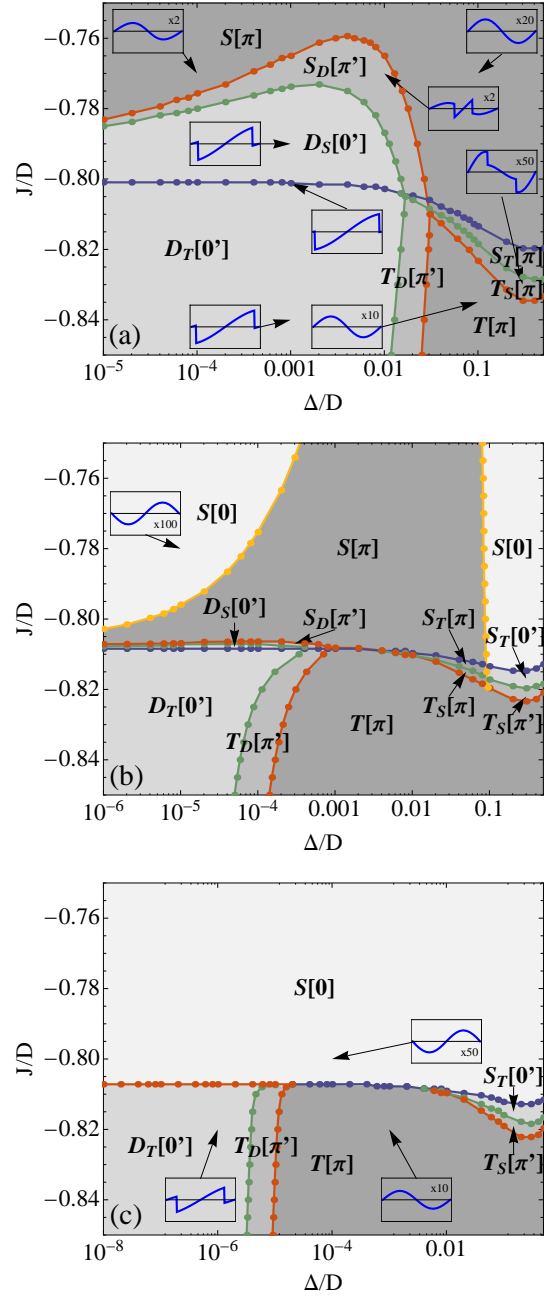 x2
S[π]
x20
−0.76
S_D[π']
x2
−0.78
D_S[0']
x50
J/D
−0.80
S_T[π]
−0.82
D_T[0']
T_D[π']
T_S[π]
x10
T[π]
−0.84
(a)
10^−5 10^−4 0.001 0.01 0.1
Δ/D
−0.76
S[0]
S[π]
S[0]
x100
−0.78
J/D
D_S[0']
S_D[π']
S_T[π]
S_T[0']
−0.80
−0.82
D_T[0']
T_D[π']
T[π]
T_S[π]
T_S[π']
−0.84
(b)
10^−6 10^−5 10^−4 0.001 0.01 0.1
Δ/D
−0.76
S[0]
−0.78
x50
J/D
−0.80
S_T[0']
−0.82
D_T[0']
T_D[π']
T[π]
T_S[π']
x10
−0.84
(c)
10^−8 10^−6 10^−4 0.01
Δ/D